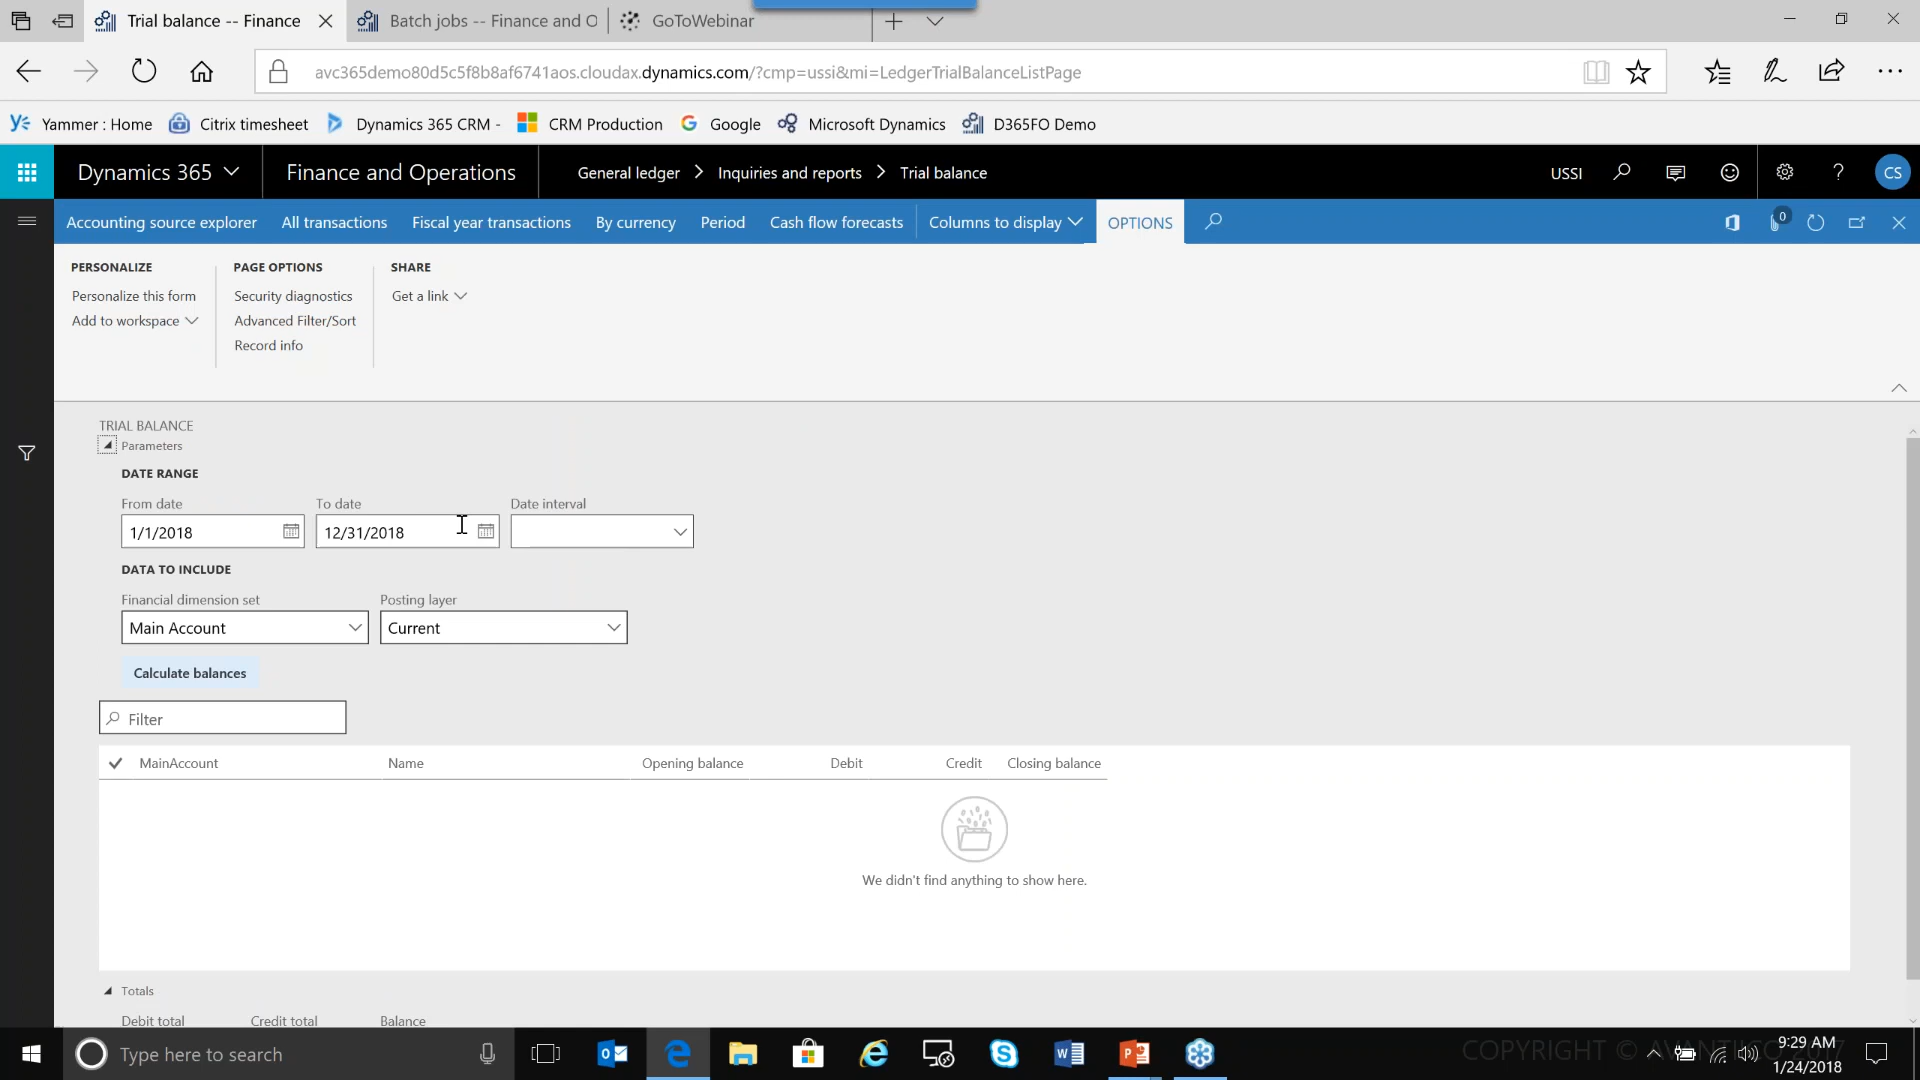 Trial balance -- Finance
Batch jobs -- Finance and O
GoToWebinar
avc365demo80d5c5f8b8af6741aos.cloudax.dynamics.com/?cmp=ussi&mi=LedgerTrialBalanceListPage
Yammer : Home
Citrix timesheet
Dynamics 365 CRM -
CRM Production
Google
Microsoft Dynamics
D365FO Demo
Dynamics 365
Finance and Operations
General ledger > Inquiries and reports > Trial balance
USSI
?
CS
Accounting source explorer
All transactions
Fiscal year transactions
By currency
Period
Cash flow forecasts
Columns to display
OPTIONS
0
PERSONALIZE
Personalize this form
Add to workspace
PAGE OPTIONS
Security diagnostics
Advanced Filter/Sort
Record info
SHARE
Get a link
TRIAL BALANCE
Parameters
DATE RANGE
From date
To date
Date interval
1/1/2018
12/31/2018
DATA TO INCLUDE
Financial dimension set
Posting layer
Main Account
Current
Calculate balances
Filter
MainAccount
Name
Opening balance
Debit
Credit
Closing balance
We didn't find anything to show here.
Totals
Debit total
Credit total
Balance
Type here to search
COPYRIGHT © AVANTIICO 2017
9:29 AM
1/24/2018